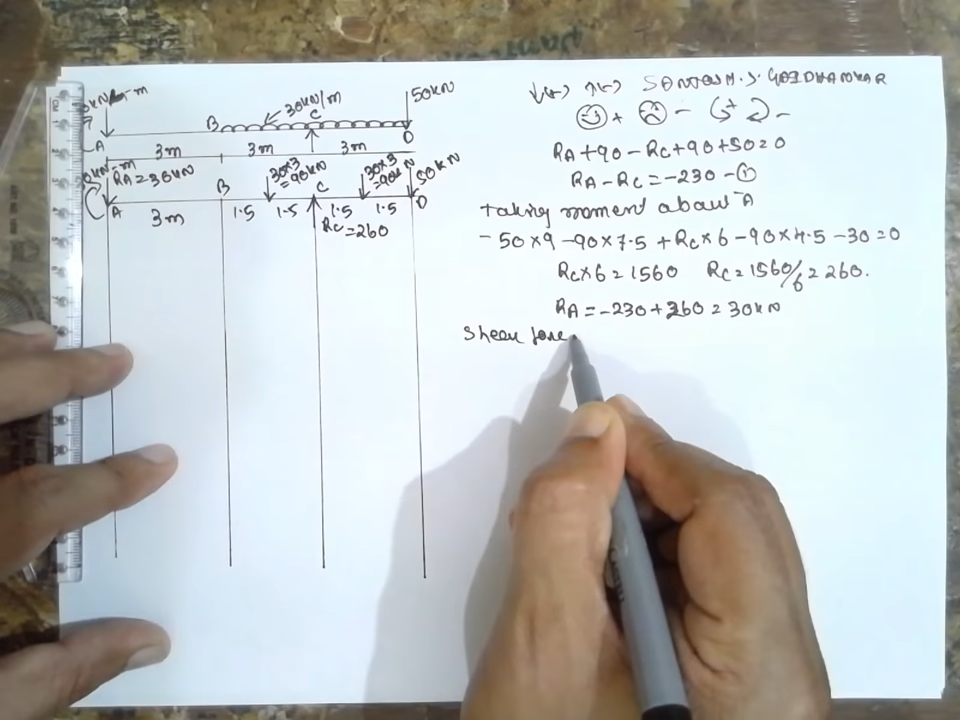 30kN/m
50kN
B
C
A
D
3m 3m 3m
RA=30kN
30×3
=90kN
30×3
=90kN
50kN
B
C
A 3m 1.5 1.5 1.5 1.5 D
RC=260
↓(+) ↑(-)
+ - + -
RA+90-RC+90+50=0
RA-RC=-230 -①
Taking moment about A
-50×9-90×7.5+RC×6-90×4.5-30=0
RC×6=1560 RC=1560/6=260.
RA=-230+260=30kN
Shear force